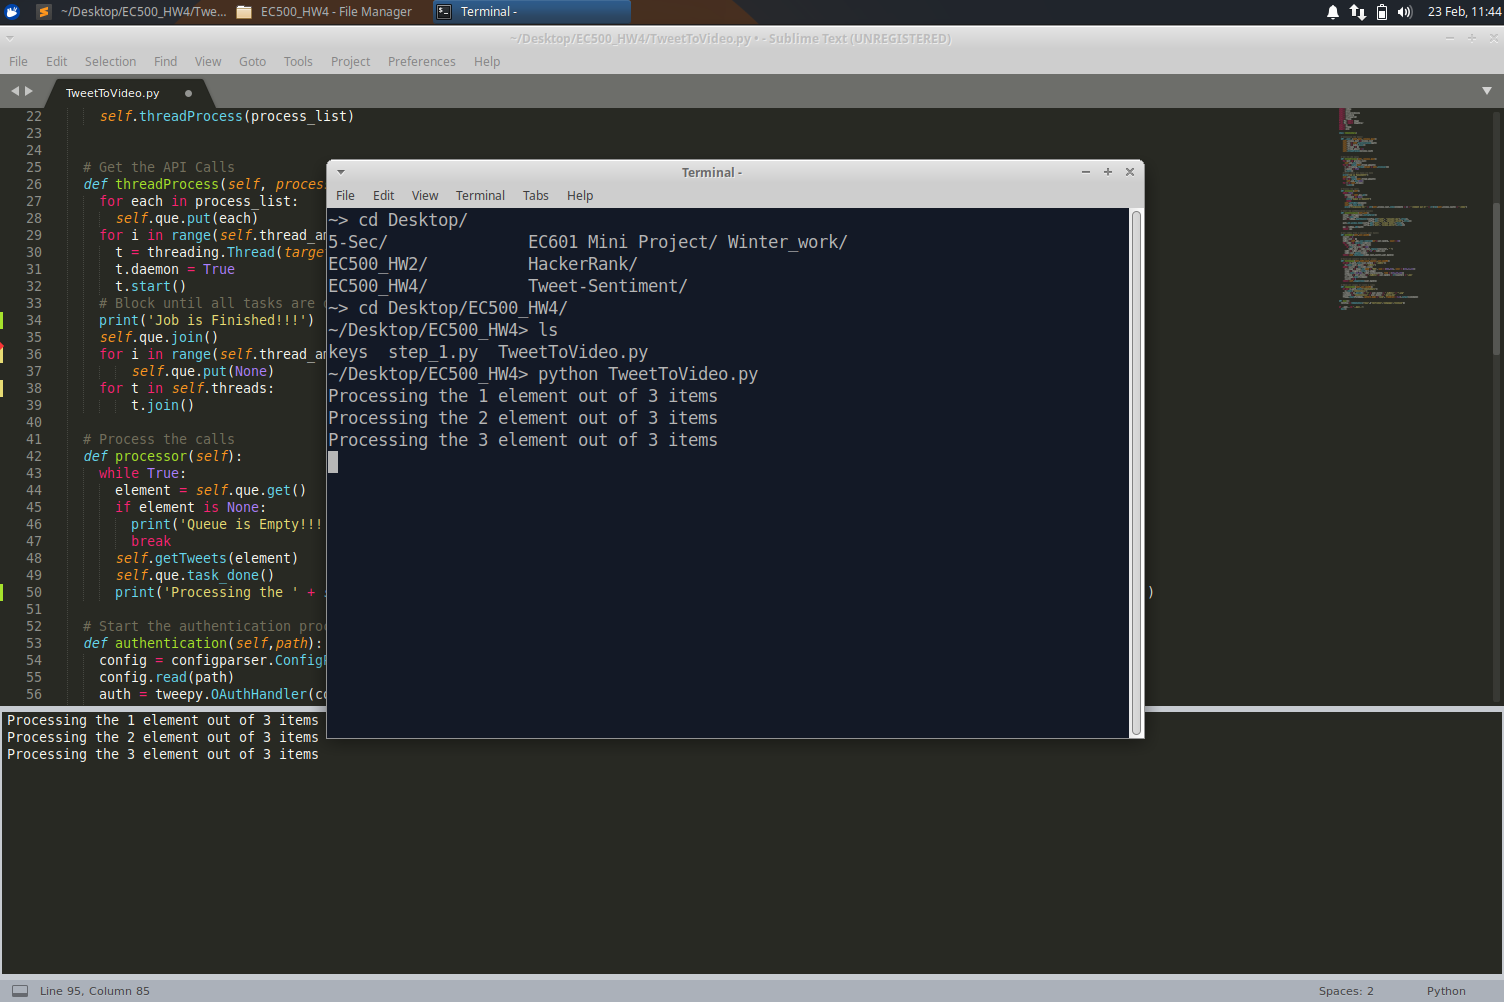 ~/Desktop/EC500_HW4/Twe... EC500_HW4 - File Manager Terminal - 23 Feb, 11:44
~/Desktop/EC500_HW4/TweetToVideo.py • - Sublime Text (UNREGISTERED)
File Edit Selection Find View Goto Tools Project Preferences Help
TweetToVideo.py
22 self.threadProcess(process_list)
23
24
25 # Get the API Calls
26 def threadProcess(self, proces
27 for each in process_list:
28 self.que.put(each)
29 for i in range(self.thread_a
30 t = threading.Thread(targe
31 t.daemon = True
32 t.start()
33 # Block until all tasks are
34 print('Job is Finished!!!')
35 self.que.join()
36 for i in range(self.thread_a
37 self.que.put(None)
38 for t in self.threads:
39 t.join()
40
41 # Process the calls
42 def processor(self):
43 while True:
44 element = self.que.get()
45 if element is None:
46 print('Queue is Empty!!!
47 break
48 self.getTweets(element)
49 self.que.task_done()
50 print('Processing the ' + )
51
52 # Start the authentication pro
53 def authentication(self,path):
54 config = configparser.Config
55 config.read(path)
56 auth = tweepy.OAuthHandler(c
Terminal -
File Edit View Terminal Tabs Help
~> cd Desktop/
5-Sec/ EC601 Mini Project/ Winter_work/
EC500_HW2/ HackerRank/
EC500_HW4/ Tweet-Sentiment/
~> cd Desktop/EC500_HW4/
~/Desktop/EC500_HW4> ls
keys step_1.py TweetToVideo.py
~/Desktop/EC500_HW4> python TweetToVideo.py
Processing the 1 element out of 3 items
Processing the 2 element out of 3 items
Processing the 3 element out of 3 items
Processing the 1 element out of 3 items
Processing the 2 element out of 3 items
Processing the 3 element out of 3 items
Line 95, Column 85 Spaces: 2 Python